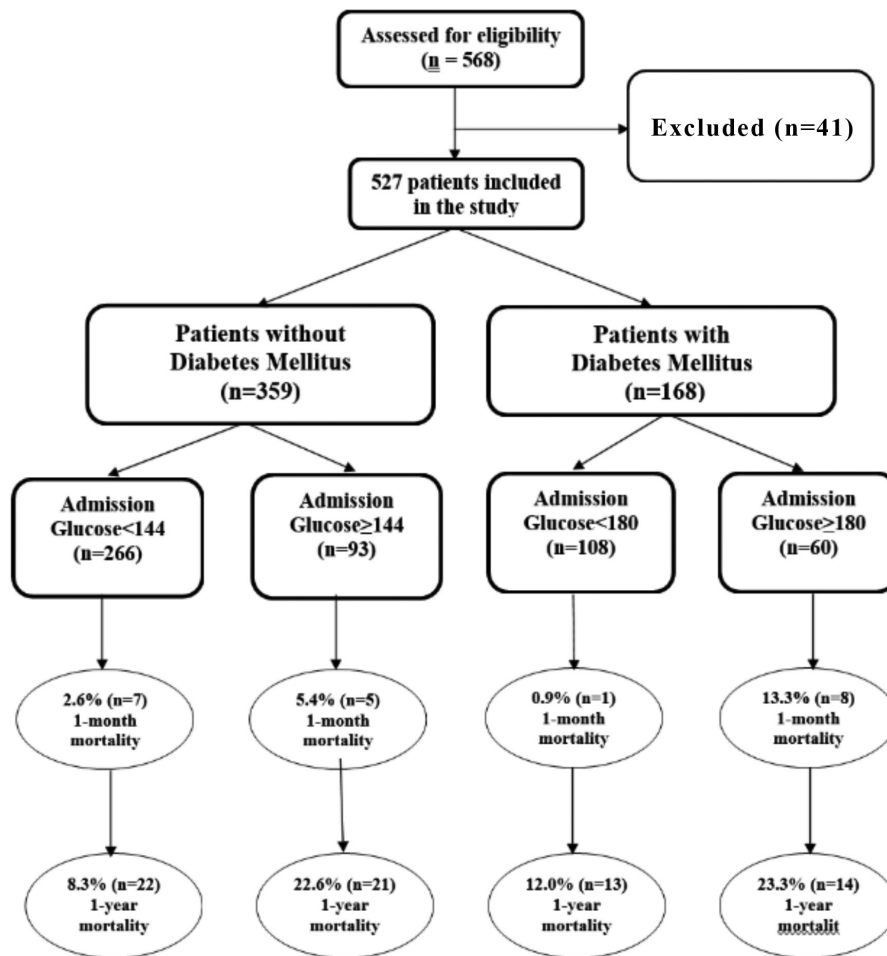 Assessed for eligibility
(n = 568)
Excluded (n=41)
527 patients included
in the study
Patients without
Diabetes Mellitus
(n=359)
Patients with
Diabetes Mellitus
(n=168)
Admission
Glucose<144
(n=266)
Admission
Glucose≥144
(n=93)
Admission
Glucose<180
(n=108)
Admission
Glucose≥180
(n=60)
2.6% (n=7)
1-month
mortality
5.4% (n=5)
1-month
mortality
0.9% (n=1)
1-month
mortality
13.3% (n=8)
1-month
mortality
8.3% (n=22)
1-year
mortality
22.6% (n=21)
1-year
mortality
12.0% (n=13)
1-year
mortality
23.3% (n=14)
1-year
mortalit